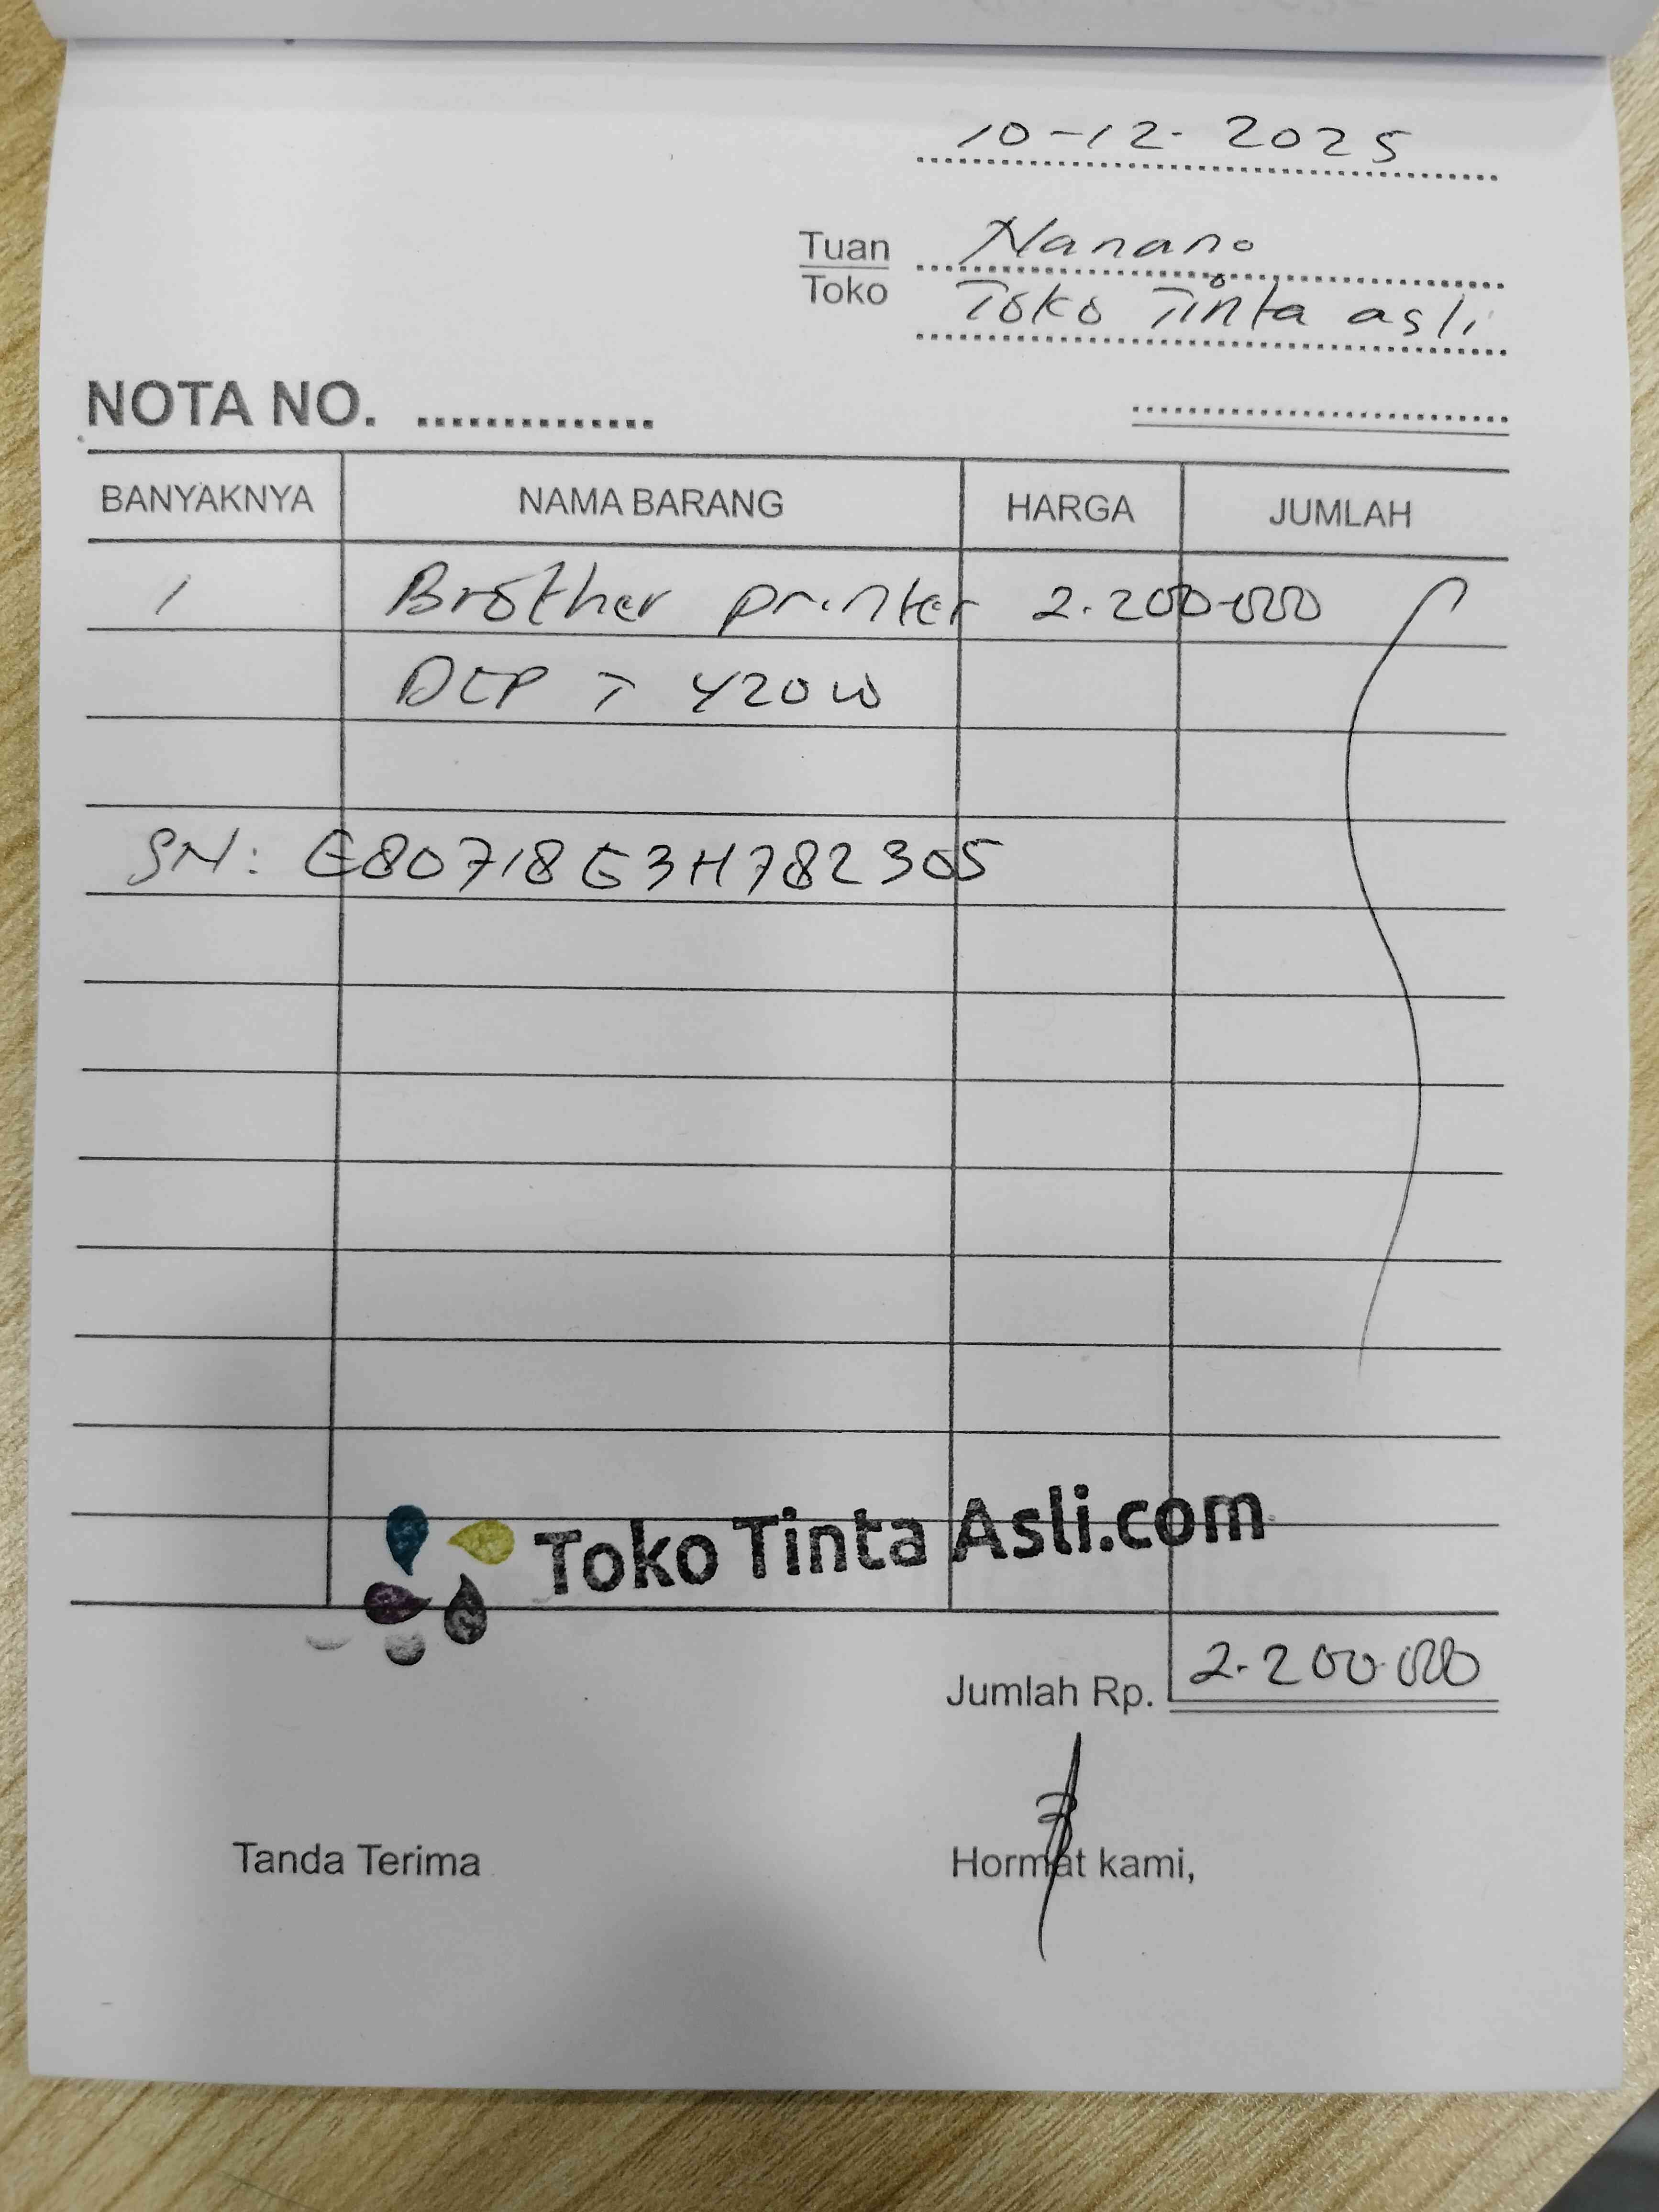 10-12-2025
Tuan Nanano
Toko Toko Tinta asli
NOTA NO. ..............
BANYAKNYA NAMA BARANG HARGA JUMLAH
1 Brother printer 2.200.000
DCP T 420W
SN: E80718G3H782305
Toko Tinta Asli.com
Jumlah Rp. 2.200.000
Tanda Terima Hormat kami,